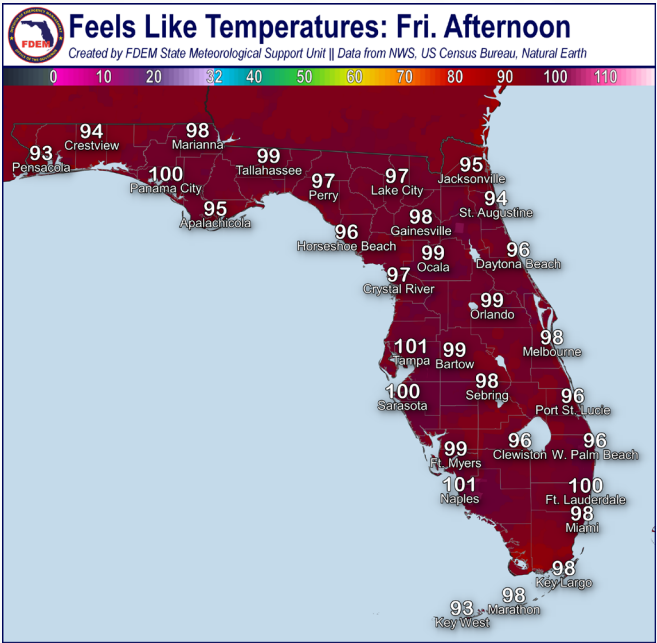 Feels Like Temperatures: Fri. Afternoon
Created by FDEM State Meteorological Support Unit || Data from NWS, US Census Bureau, Natural Earth
FDEM
0 10 20 32 40 50 60 70 80 90 100 110
94
Crestview
98
Marianna
93
Pensacola
99
Tallahassee
100
Panama City
97
Perry
97
Lake City
95
Jacksonville
95
Apalachicola
94
St. Augustine
98
Gainesville
96
Horseshoe Beach
99
Ocala
96
Daytona Beach
97
Crystal River
99
Orlando
98
Melbourne
101
Tampa
99
Bartow
98
Sebring
100
Sarasota
96
Port St. Lucie
99
Ft. Myers
96
Clewiston
96
W. Palm Beach
101
Naples
100
Ft. Lauderdale
98
Miami
98
Key Largo
98
Marathon
93
Key West